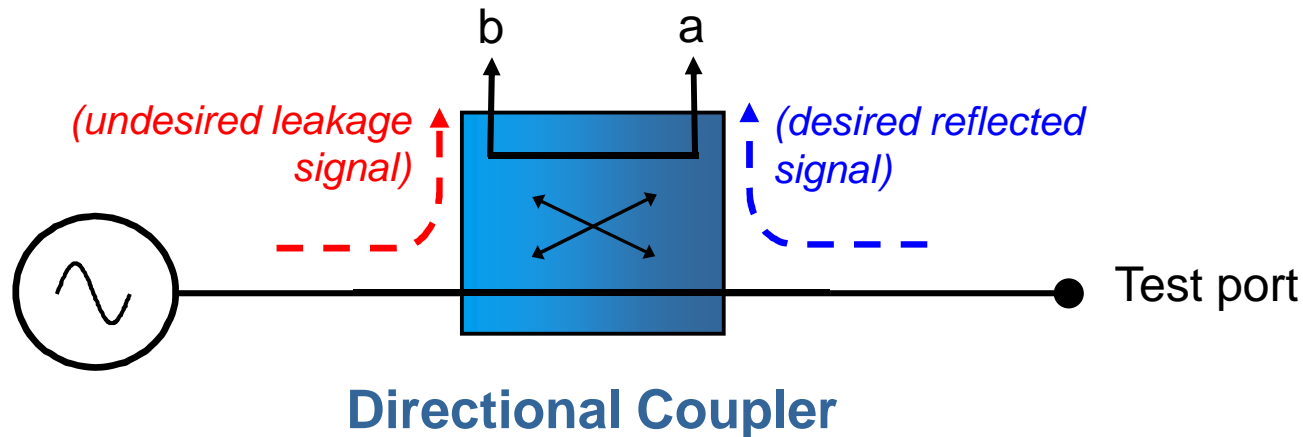 b
a
(undesired leakage
signal)
(desired reflected
signal)
Test port
Directional Coupler